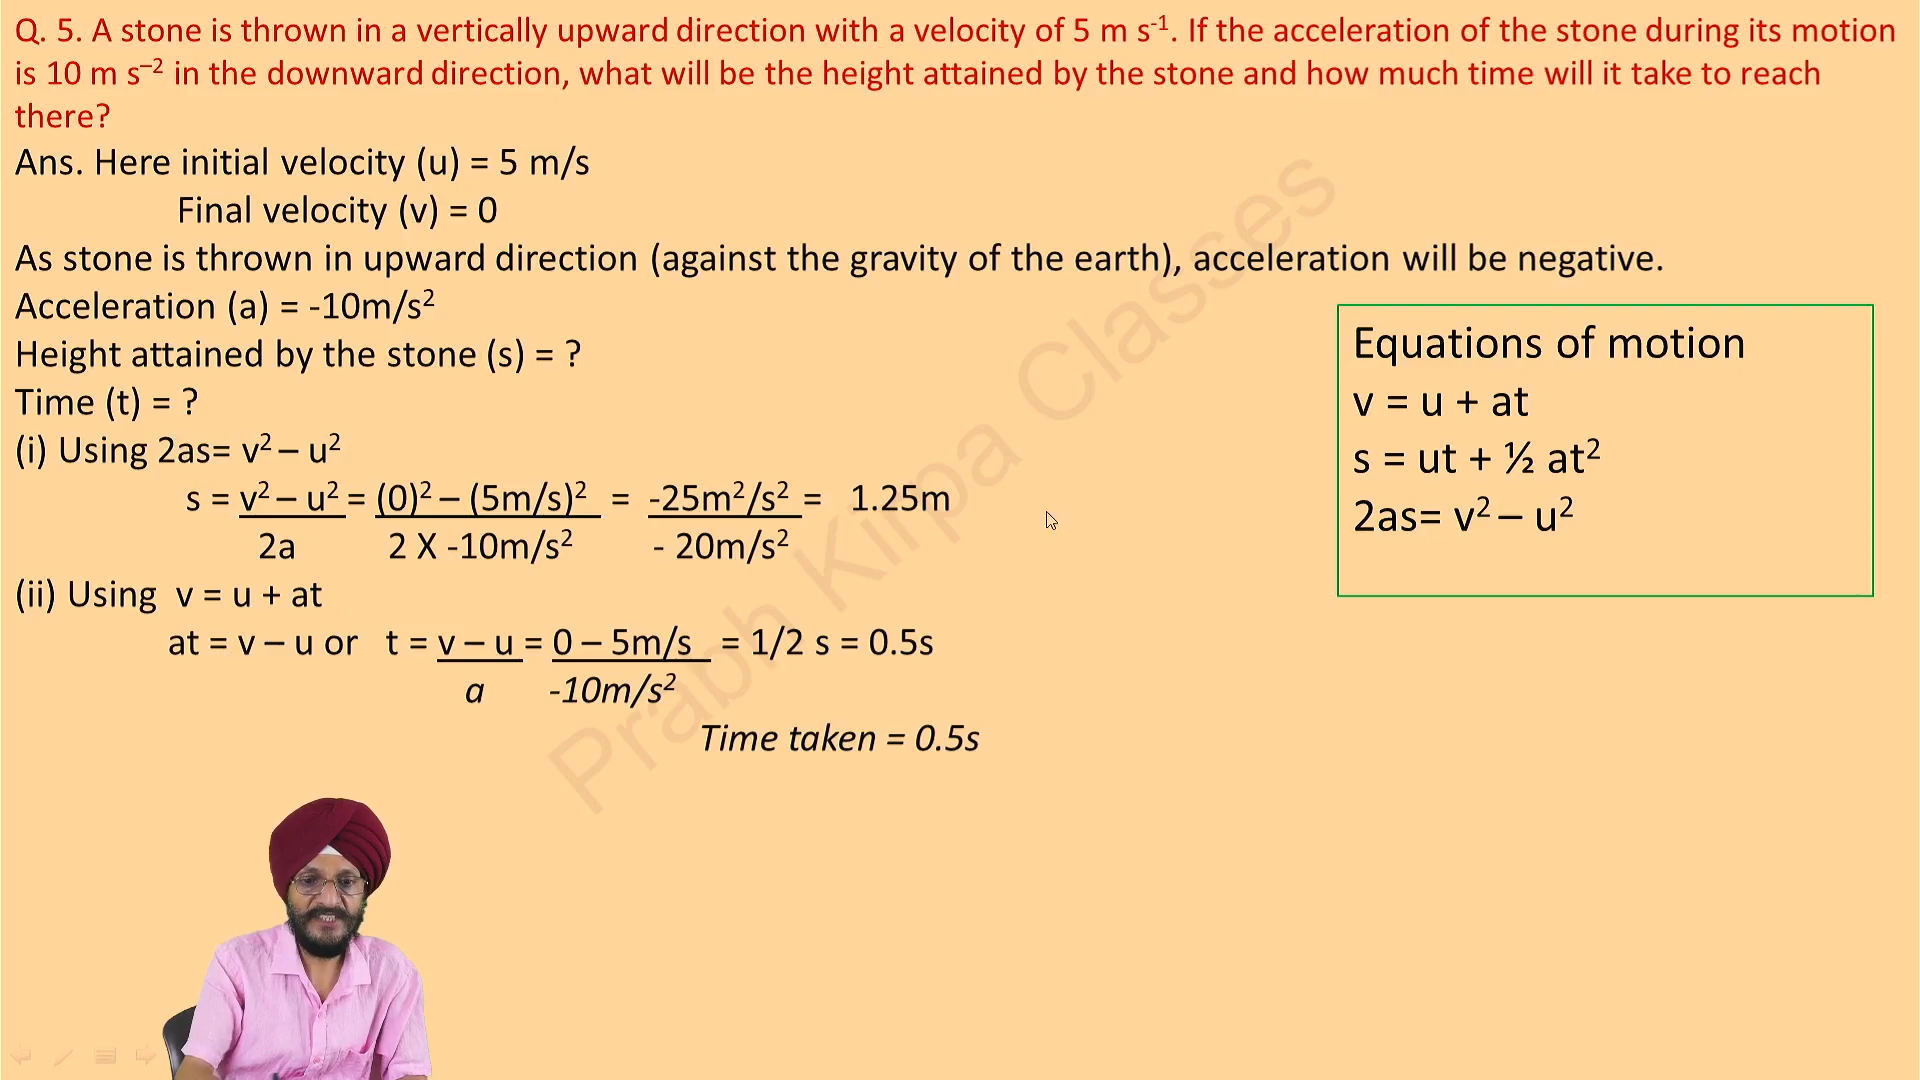 Q. 5. A stone is thrown in a vertically upward direction with a velocity of 5 m s⁻¹. If the acceleration of the stone during its motion
is 10 m s⁻² in the downward direction, what will be the height attained by the stone and how much time will it take to reach
there?
Ans. Here initial velocity (u) = 5 m/s
Final velocity (v) = 0
As stone is thrown in upward direction (against the gravity of the earth), acceleration will be negative.
Acceleration (a) = -10m/s²
Height attained by the stone (s) = ?
Time (t) = ?
(i) Using 2as= v² – u²
s = v² – u² = (0)² – (5m/s)² = -25m²/s² = 1.25m
2a 2 X -10m/s² - 20m/s²
(ii) Using v = u + at
at = v – u or t = v – u = 0 – 5m/s = 1/2 s = 0.5s
a -10m/s²
Time taken = 0.5s
Equations of motion
v = u + at
s = ut + ½ at²
2as= v² – u²
Prabh Kirpa Classes